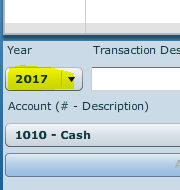 Year Transaction Des
2017
Account (# - Description)
1010 - Cash